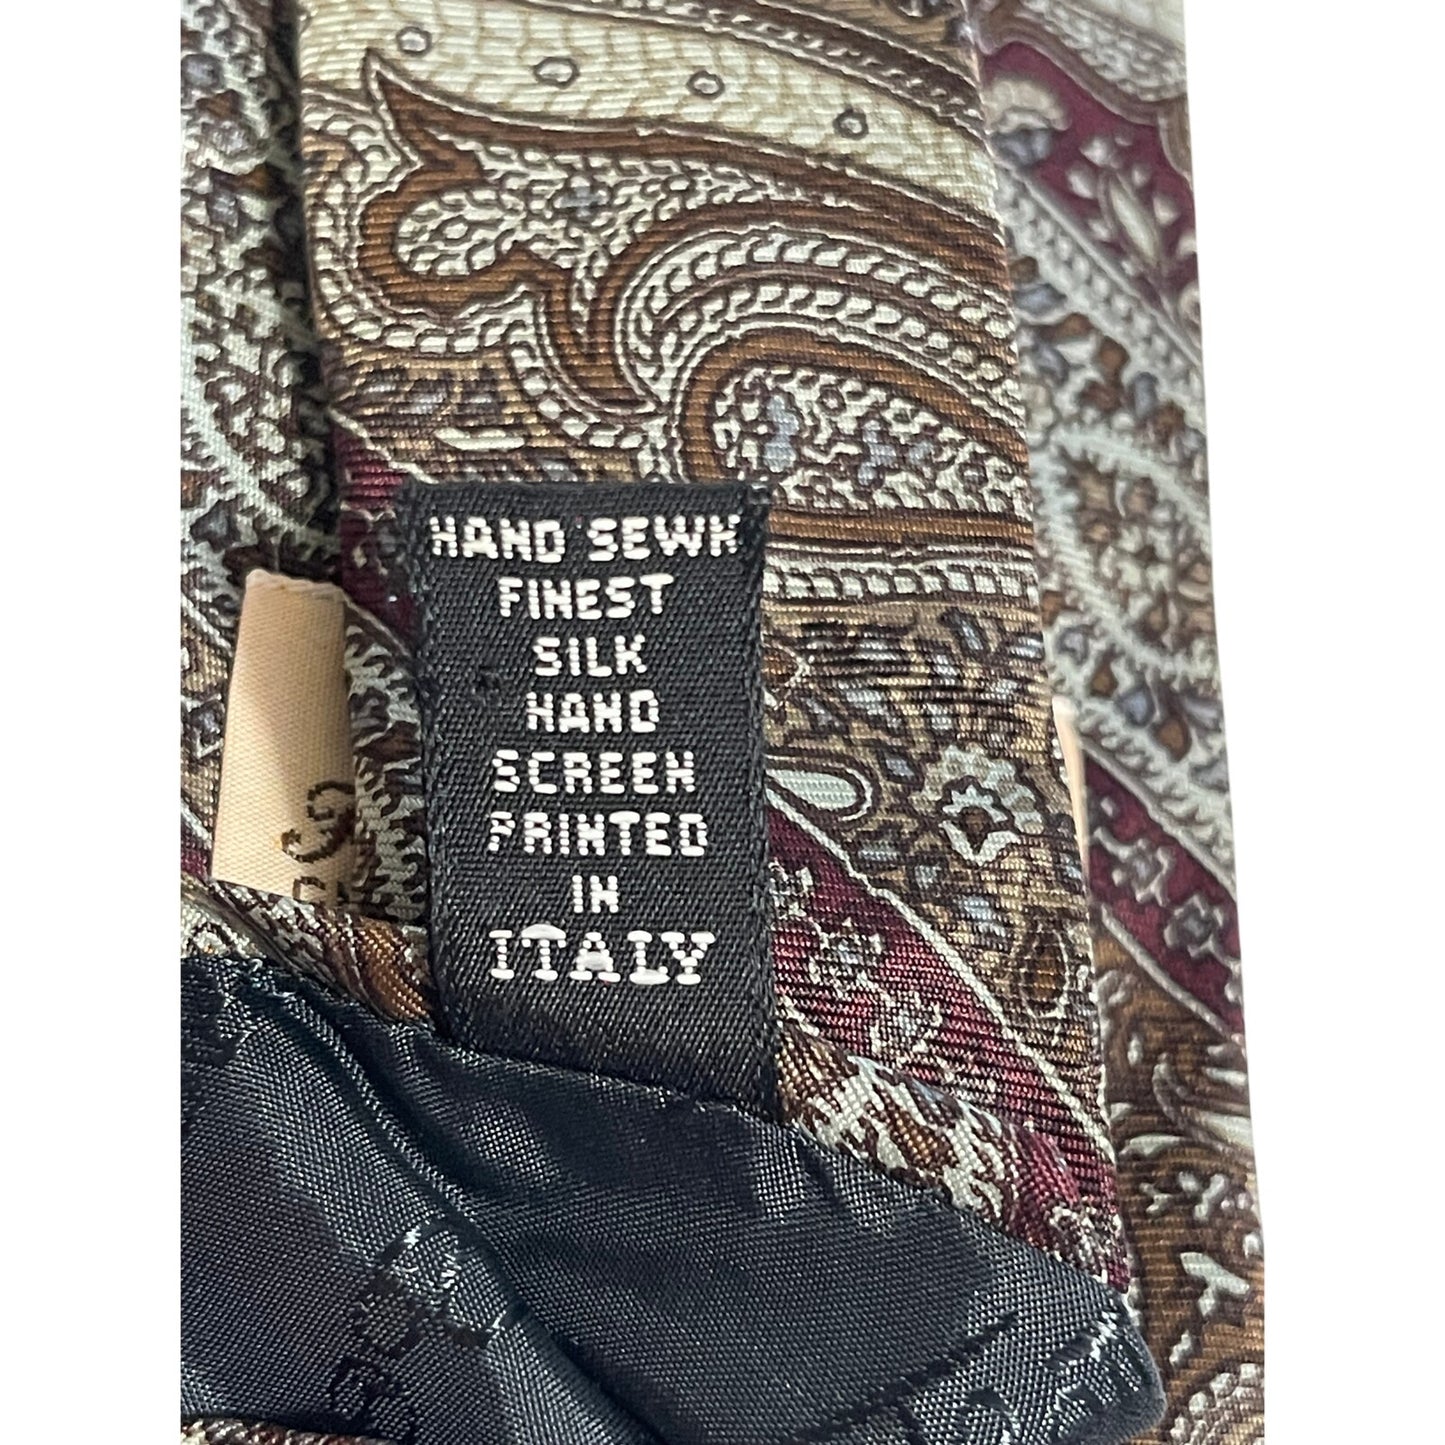 HAND SEWN
FINEST
SILK
HAND
SCREEN
PRINTED
IN
ITALY